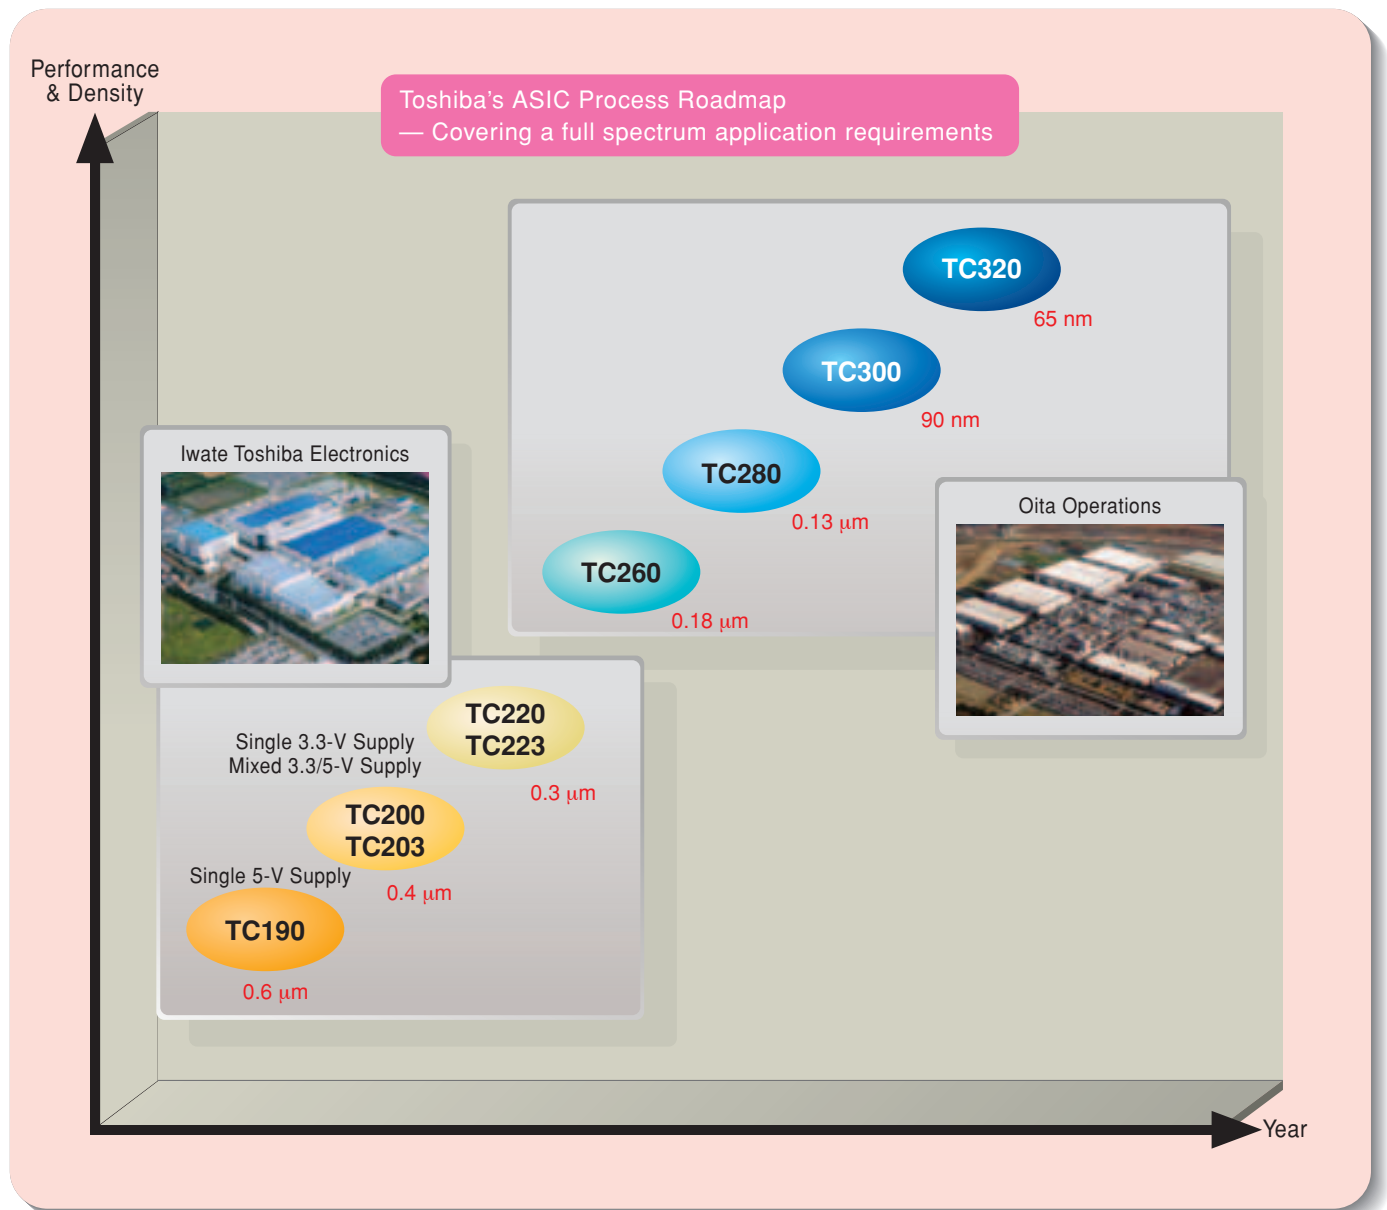 Performance
& Density
Toshiba's ASIC Process Roadmap
— Covering a full spectrum application requirements
TC320
65 nm
TC300
90 nm
Iwate Toshiba Electronics
TC280
0.13 μm
Oita Operations
TC260
0.18 μm
TC220
TC223
Single 3.3-V Supply
Mixed 3.3/5-V Supply
0.3 μm
TC200
TC203
Single 5-V Supply
0.4 μm
TC190
0.6 μm
Year